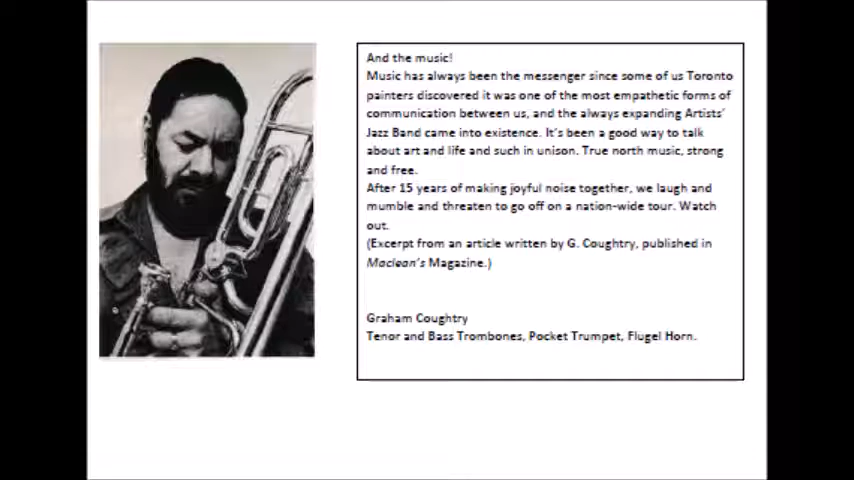 And the music!
Music has always been the messenger since some of us Toronto
painters discovered it was one of the most empathetic forms of
communication between us, and the always expanding Artists'
Jazz Band came into existence. It's been a good way to talk
about art and life and such in unison. True north music, strong
and free.
After 15 years of making joyful noise together, we laugh and
mumble and threaten to go off on a nation-wide tour. Watch
out.
(Excerpt from an article written by G. Coughtry, published in
Maclean's Magazine.)
Graham Coughtry
Tenor and Bass Trombones, Pocket Trumpet, Flugel Horn.